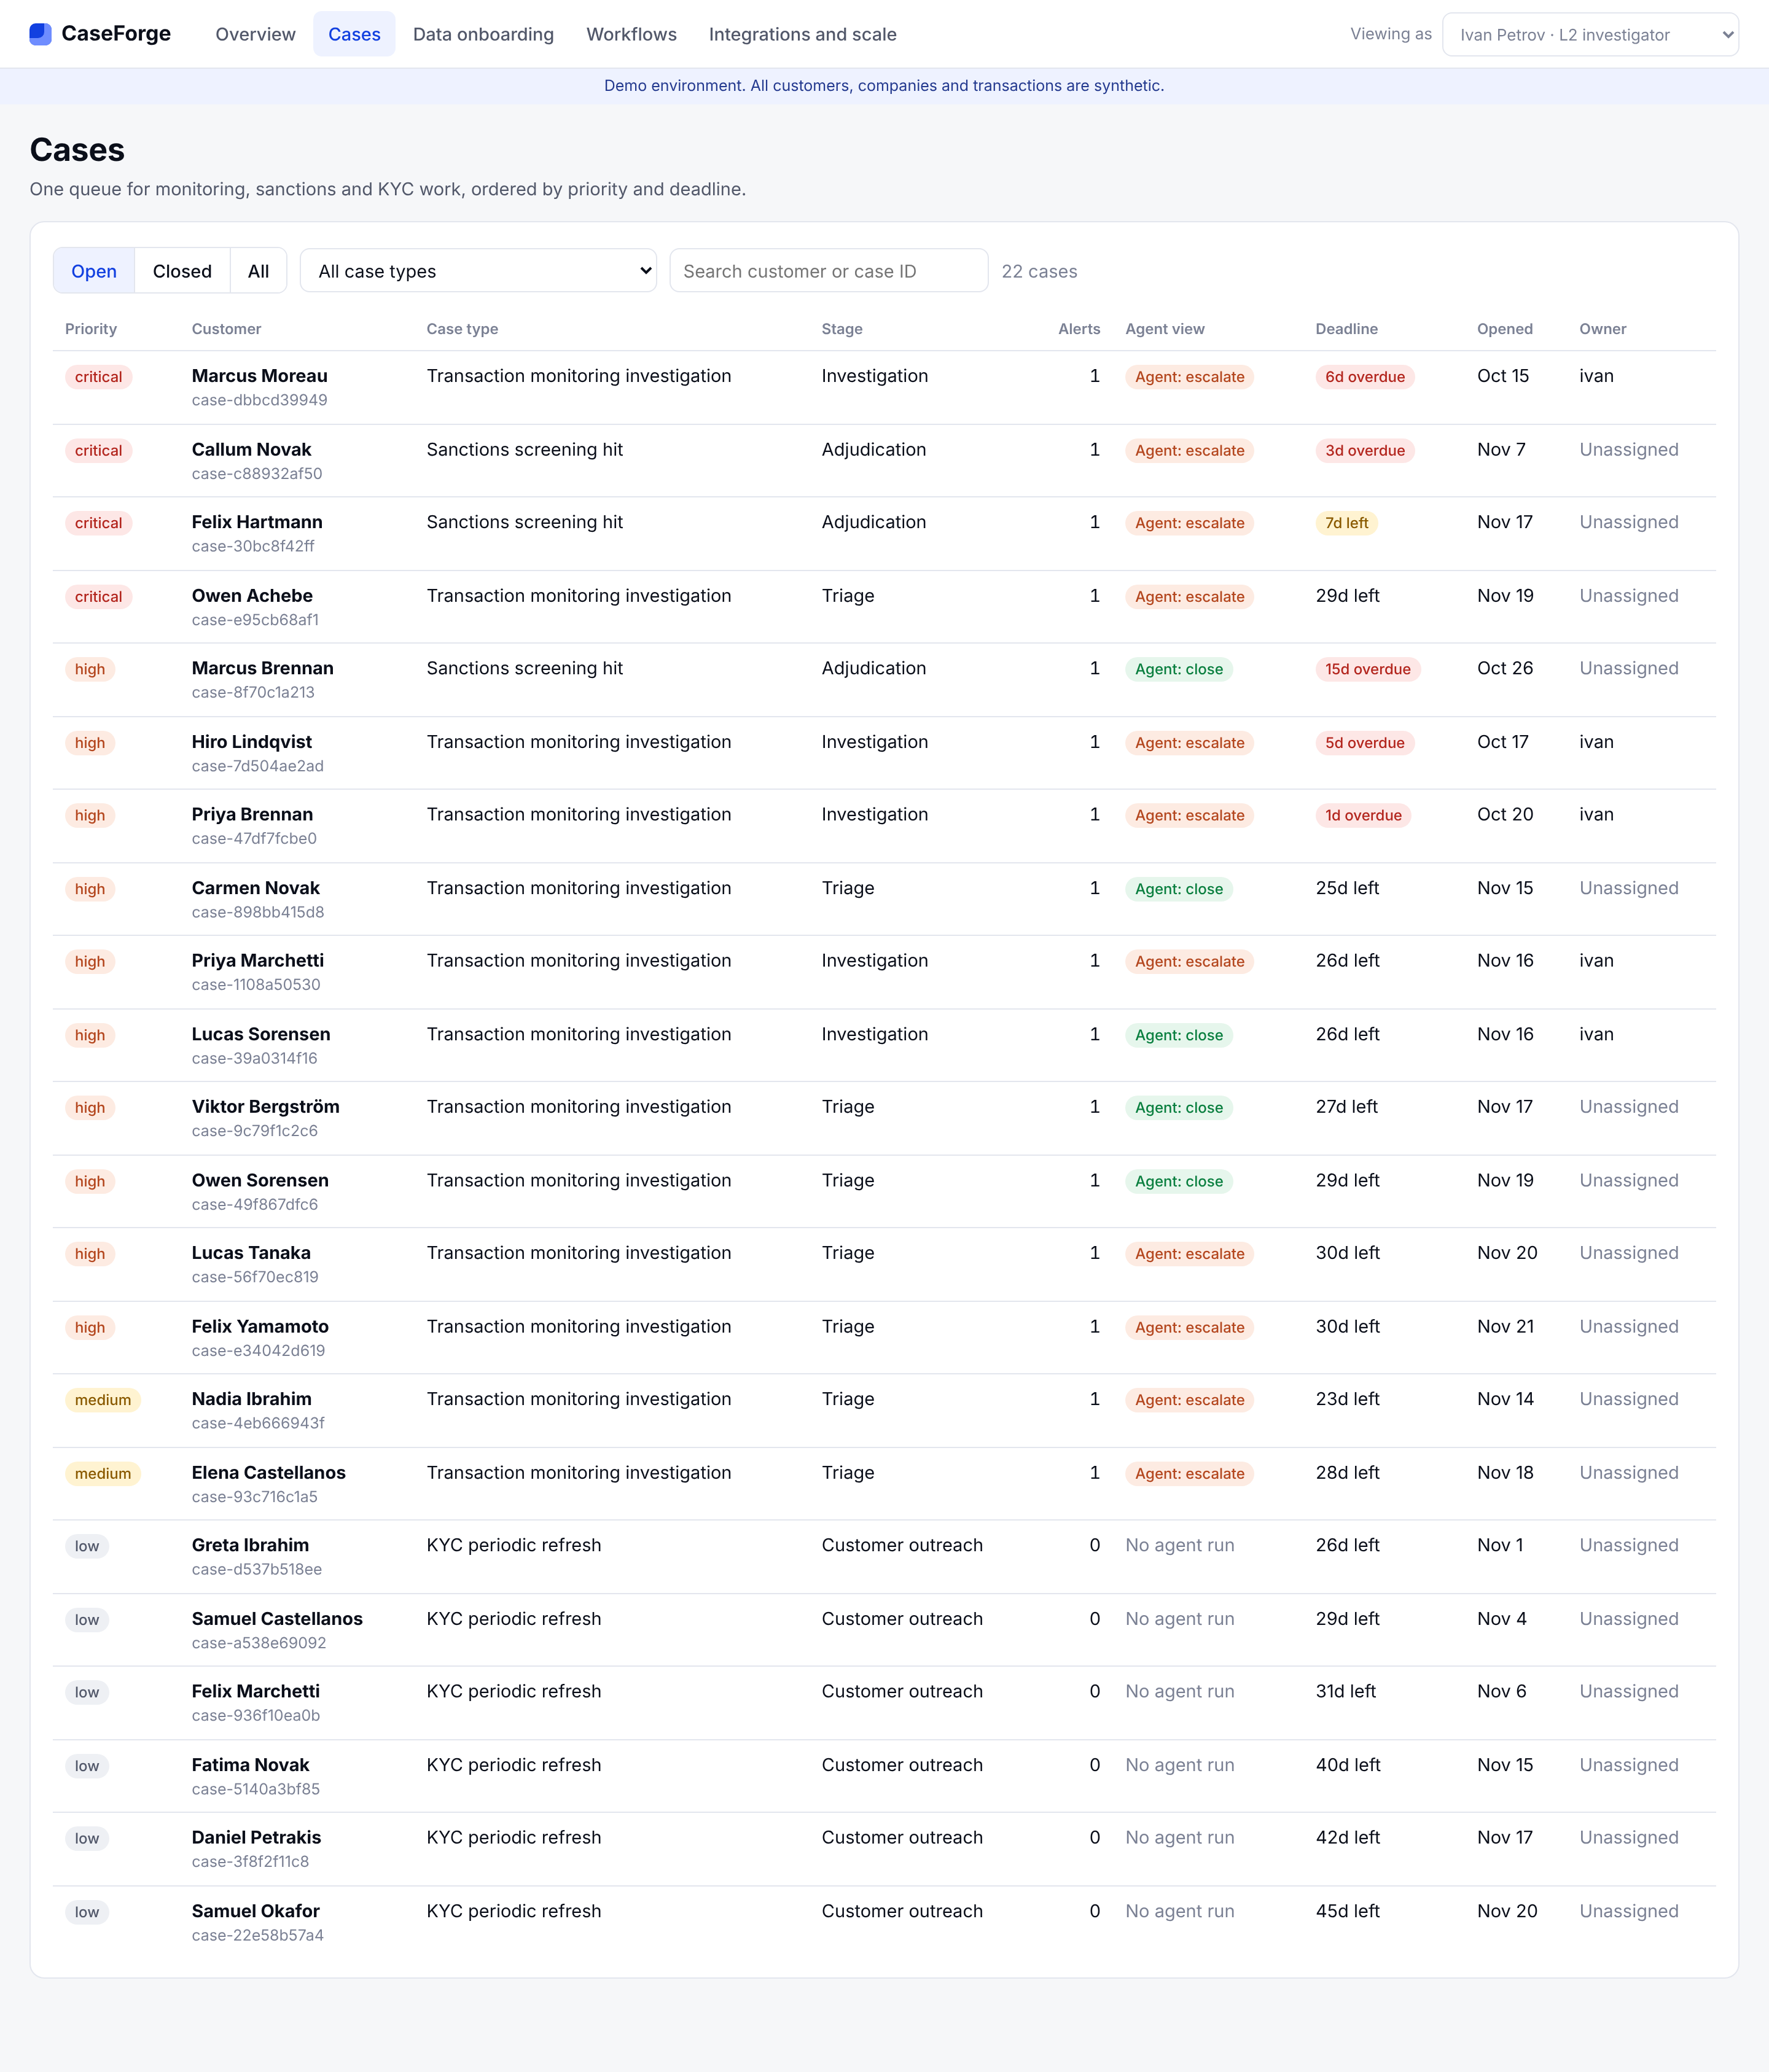 CaseForge Overview Cases Data onboarding Workflows Integrations and scale Viewing as Ivan Petrov · L2 investigator
Demo environment. All customers, companies and transactions are synthetic.
Cases
One queue for monitoring, sanctions and KYC work, ordered by priority and deadline.
Open Closed All All case types Search customer or case ID 22 cases
Priority Customer Case type Stage Alerts Agent view Deadline Opened Owner
critical Marcus Moreau Transaction monitoring investigation Investigation 1 Agent: escalate 6d overdue Oct 15 ivan
case-dbbcd39949
critical Callum Novak Sanctions screening hit Adjudication 1 Agent: escalate 3d overdue Nov 7 Unassigned
case-c88932af50
critical Felix Hartmann Sanctions screening hit Adjudication 1 Agent: escalate 7d left Nov 17 Unassigned
case-30bc8f42ff
critical Owen Achebe Transaction monitoring investigation Triage 1 Agent: escalate 29d left Nov 19 Unassigned
case-e95cb68af1
high Marcus Brennan Sanctions screening hit Adjudication 1 Agent: close 15d overdue Oct 26 Unassigned
case-8f70c1a213
high Hiro Lindqvist Transaction monitoring investigation Investigation 1 Agent: escalate 5d overdue Oct 17 ivan
case-7d504ae2ad
high Priya Brennan Transaction monitoring investigation Investigation 1 Agent: escalate 1d overdue Oct 20 ivan
case-47df7fcbe0
high Carmen Novak Transaction monitoring investigation Triage 1 Agent: close 25d left Nov 15 Unassigned
case-898bb415d8
high Priya Marchetti Transaction monitoring investigation Investigation 1 Agent: escalate 26d left Nov 16 ivan
case-1108a50530
high Lucas Sorensen Transaction monitoring investigation Investigation 1 Agent: close 26d left Nov 16 ivan
case-39a0314f16
high Viktor Bergström Transaction monitoring investigation Triage 1 Agent: close 27d left Nov 17 Unassigned
case-9c79f1c2c6
high Owen Sorensen Transaction monitoring investigation Triage 1 Agent: close 29d left Nov 19 Unassigned
case-49f867dfc6
high Lucas Tanaka Transaction monitoring investigation Triage 1 Agent: escalate 30d left Nov 20 Unassigned
case-56f70ec819
high Felix Yamamoto Transaction monitoring investigation Triage 1 Agent: escalate 30d left Nov 21 Unassigned
case-e34042d619
medium Nadia Ibrahim Transaction monitoring investigation Triage 1 Agent: escalate 23d left Nov 14 Unassigned
case-4eb666943f
medium Elena Castellanos Transaction monitoring investigation Triage 1 Agent: escalate 28d left Nov 18 Unassigned
case-93c716c1a5
low Greta Ibrahim KYC periodic refresh Customer outreach 0 No agent run 26d left Nov 1 Unassigned
case-d537b518ee
low Samuel Castellanos KYC periodic refresh Customer outreach 0 No agent run 29d left Nov 4 Unassigned
case-a538e69092
low Felix Marchetti KYC periodic refresh Customer outreach 0 No agent run 31d left Nov 6 Unassigned
case-936f10ea0b
low Fatima Novak KYC periodic refresh Customer outreach 0 No agent run 40d left Nov 15 Unassigned
case-5140a3bf85
low Daniel Petrakis KYC periodic refresh Customer outreach 0 No agent run 42d left Nov 17 Unassigned
case-3f8f2f11c8
low Samuel Okafor KYC periodic refresh Customer outreach 0 No agent run 45d left Nov 20 Unassigned
case-22e58b57a4